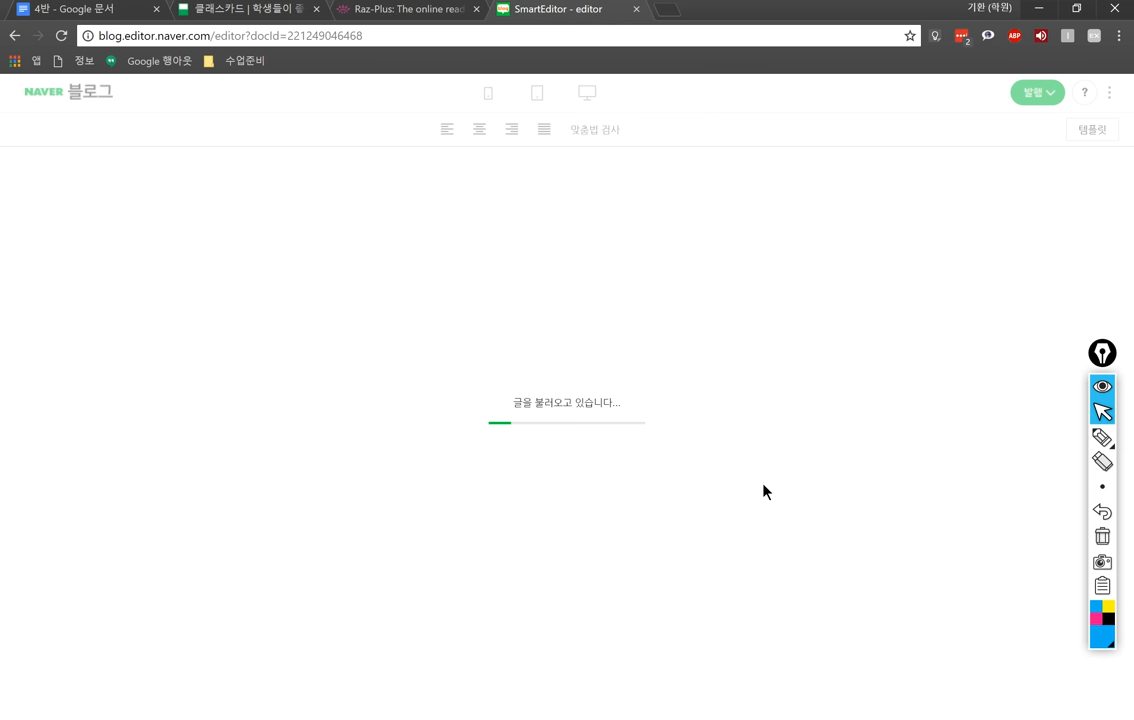 4반 - Google 문서
클래스카드 | 학생들이 좋
Raz-Plus: The online read
SmartEditor - editor
기환 (학원)
blog.editor.naver.com/editor?docId=221249046468
2
ABP
앱
정보
Google 행아웃
수업준비
NAVER 블로그
발행
?
맞춤법 검사
템플릿
글을 불러오고 있습니다...